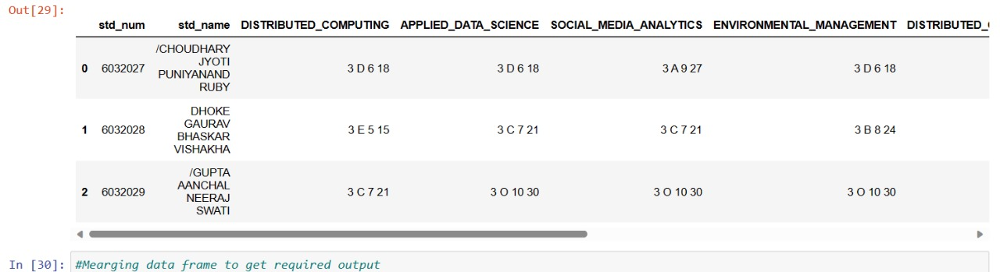 Out[29]:
std_num std_name DISTRIBUTED_COMPUTING APPLIED_DATA_SCIENCE SOCIAL_MEDIA_ANALYTICS ENVIRONMENTAL_MANAGEMENT DISTRIBUTED_
/CHOUDHARY
JYOTI
0 6032027 PUNIYANAND 3 D 6 18 3 D 6 18 3 A 9 27 3 D 6 18
RUBY
DHOKE
GAURAV
1 6032028 BHASKAR 3 E 5 15 3 C 7 21 3 C 7 21 3 B 8 24
VISHAKHA
/GUPTA
AANCHAL
2 6032029 NEERAJ 3 C 7 21 3 O 10 30 3 O 10 30 3 O 10 30
SWATI
In [30]: #Mearging data frame to get required output